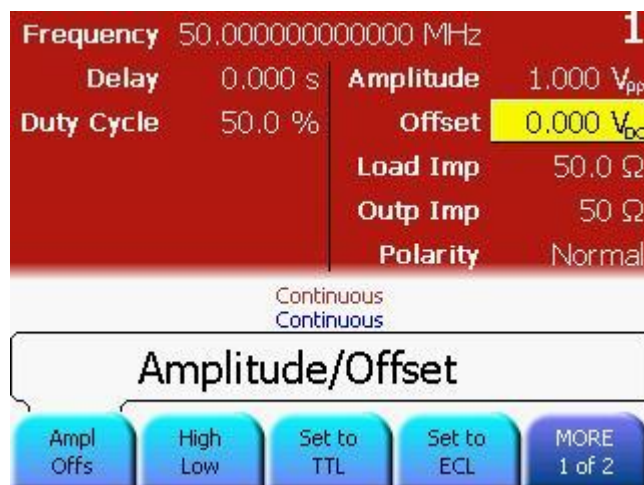 Frequency 50.000000000000 MHz 1
Delay 0.000 s Amplitude 1.000 Vpp
Duty Cycle 50.0 % Offset 0.000 VDC
Load Imp 50.0 Ω
Outp Imp 50 Ω
Polarity Normal
Continuous
Continuous
Amplitude/Offset
Ampl Offs High Low Set to TTL Set to ECL MORE 1 of 2